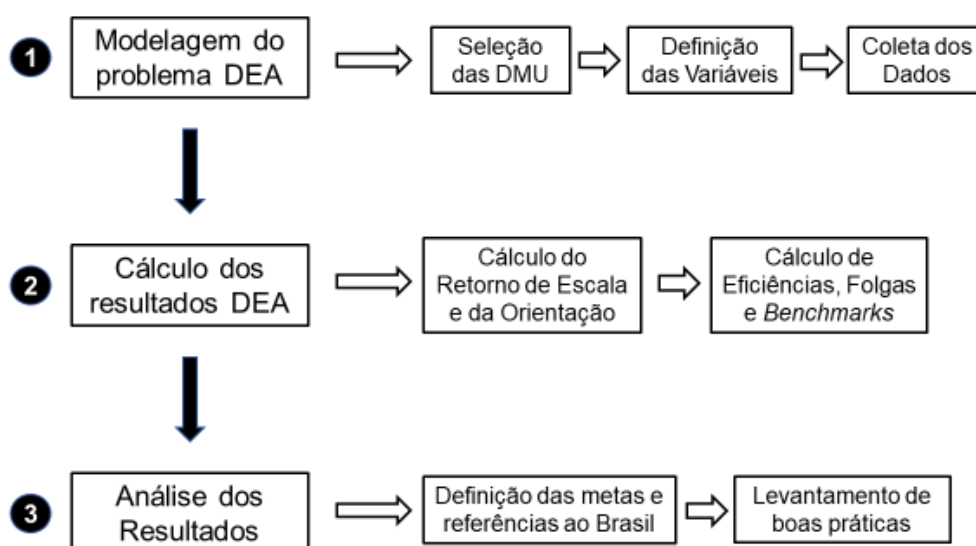 1
Modelagem do
problema DEA
Seleção
das DMU
Definição
das Variáveis
Coleta dos
Dados
2
Cálculo dos
resultados DEA
Cálculo do
Retorno de Escala
e da Orientação
Cálculo de
Eficiências, Folgas
e Benchmarks
3
Análise dos
Resultados
Definição das metas e
referências ao Brasil
Levantamento de
boas práticas